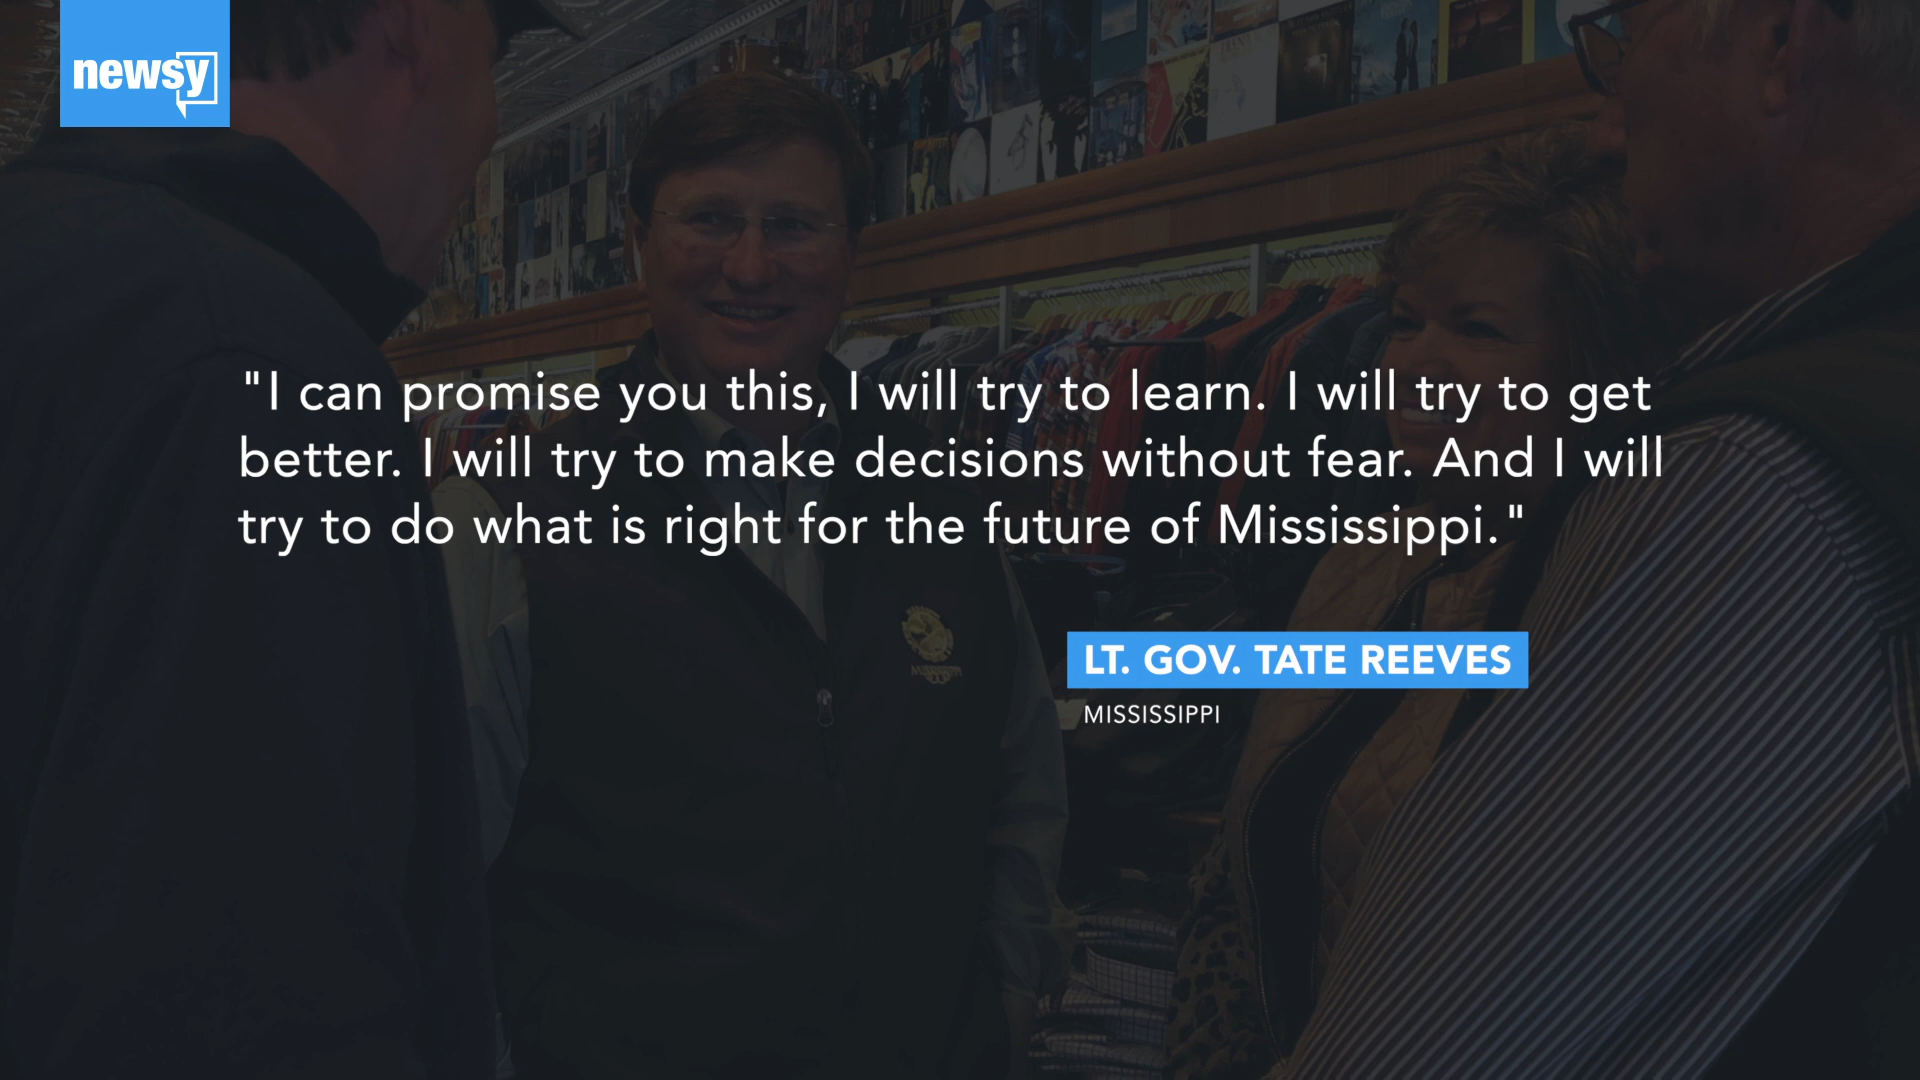 newsy
"I can promise you this, I will try to learn. I will try to get
better. I will try to make decisions without fear. And I will
try to do what is right for the future of Mississippi."
MISSISSIPPI
LT. GOV. TATE REEVES
MISSISSIPPI